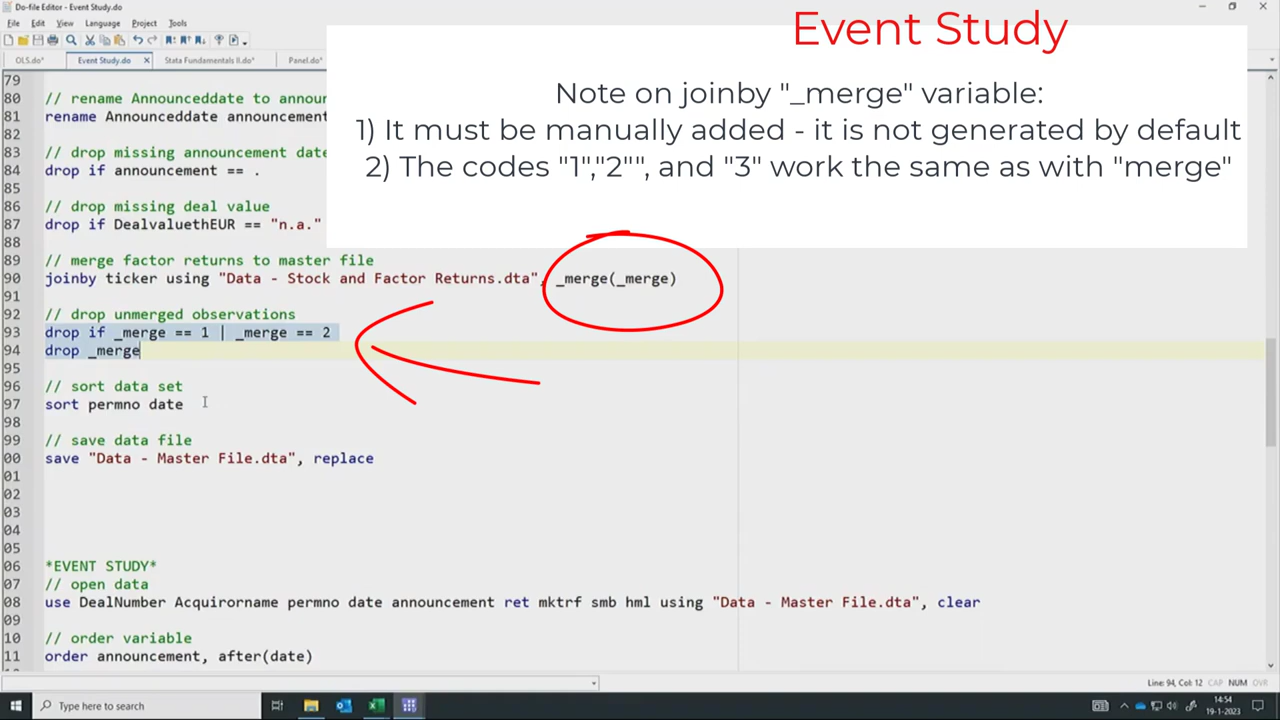 Do-file Editor - Event Study.do
File Edit View Language Project Tools
OLS.do* Event Study.do Stata Fundamentals II.do* Panel.do*
Event Study
Note on joinby "_merge" variable:
1) It must be manually added - it is not generated by default
2) The codes "1","2"", and "3" work the same as with "merge"
79
80 // rename Announceddate to annou
81 rename Announceddate announcement
82
83 // drop missing announcement date
84 drop if announcement == .
85
86 // drop missing deal value
87 drop if DealvaluethEUR == "n.a."
88
89 // merge factor returns to master file
90 joinby ticker using "Data - Stock and Factor Returns.dta", _merge(_merge)
91
92 // drop unmerged observations
93 drop if _merge == 1 | _merge == 2
94 drop _merge
95
96 // sort data set
97 sort permno date
98
99 // save data file
00 save "Data - Master File.dta", replace
01
02
03
04
05
06 *EVENT STUDY*
07 // open data
08 use DealNumber Acquirorname permno date announcement ret mktrf smb hml using "Data - Master File.dta", clear
09
10 // order variable
11 order announcement, after(date)
Line: 94, Col: 12 CAP NUM OVR
Type here to search
14:54
19-1-2023